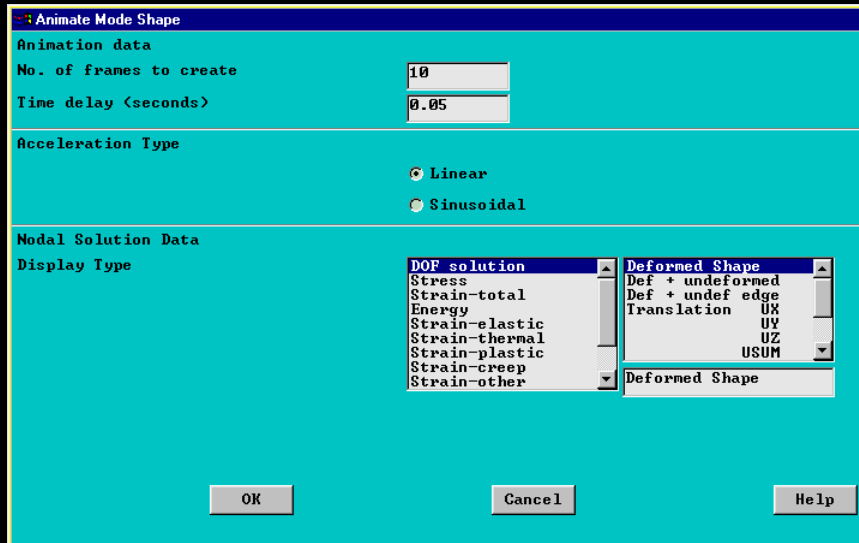 Animate Mode Shape
Animation data
No. of frames to create 10
Time delay (seconds) 0.05
Acceleration Type
Linear
Sinusoidal
Nodal Solution Data
Display Type
DOF solution
Stress
Strain-total
Energy
Strain-elastic
Strain-thermal
Strain-plastic
Strain-creep
Strain-other
Deformed Shape
Def + undeformed
Def + undef edge
Translation UX
UY
UZ
USUM
Deformed Shape
OK Cancel Help